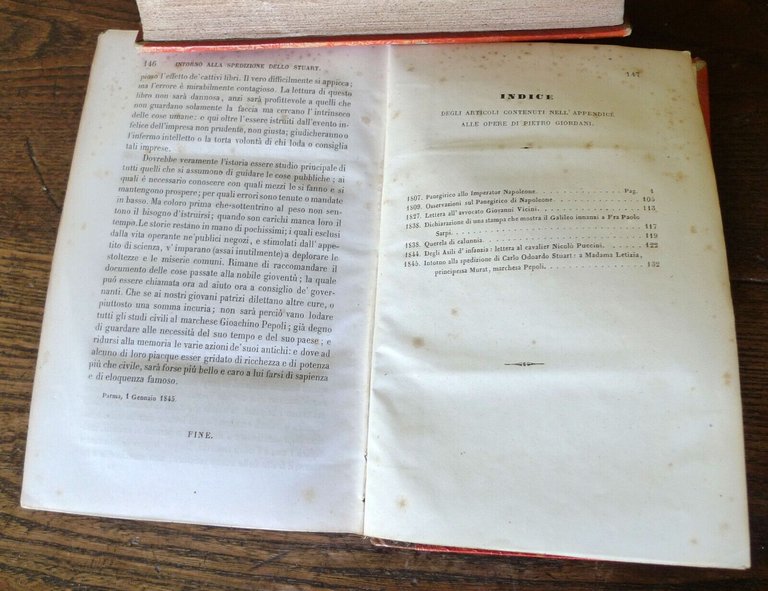 146 INTORNO ALLA SPEDIZIONE DELLO STUART.
pioso l'effetto de' cattivi libri. Il vero difficilmente si appicca;
ma l'errore è mirabilmente contagioso. La lettura di questo
libro non sarà dannosa, anzi profittevole a quelli che
non guardano solamente la faccia ma cercano l'intrinseco
delle cose umane: e qui oltre l'essere istruiti dall'evento in-
felice dell'impresa non prudente, non giusta; giudicheranno o
l'infermo intelletto o la torta volontà di chi loda o consiglia
tali imprese.
Dovrebbe veramente l'istoria essere studio principale di
tutti quelli che si assumono di guidare le cose pubbliche; ai
quali è necessario conoscere con quali mezzi le si fanno e si
mantengono prospere; per quali errori sono tenute o mandate
in basso. Ma coloro prima che sottentrino al peso non sen-
tono il bisogno d'istruirsi; quando son carichi manca loro il
tempo. Le storie restano in mano di pochissimi; i quali esclosi
dalla vita operante ne' publici negozi, e stimolati dall'appe-
tito di scienza, v'imparano (assai inutilmente) a deplorare le
stoltezze e le miserie comuni. Rimane di raccomandare il
documento delle cose passate alla nobile gioventù; la quale
può essere chiamata ora ad aiuto ora a consiglio de' gover-
nanti. Che se ai nostri giovani patrizi dilettano altre cure, o
piuttosto una somma incuria; non sarà perciò vano lodare
tutti gli studi civili al marchese Gioachino Pepoli; già degno
di guardare alle necessità del suo tempo e del suo paese; e
ridursi alla memoria le varie azioni de' suoi antichi: e dove ad
alcuno di loro piacque esser gridato di ricchezza e di potenza
più che civile, sarà forse più bello e caro a lui farsi di sapienza
e di eloquenza famoso.
Parma, 1 Gennaio 1845.
FINE.
147
INDICE
DEGLI ARTICOLI CONTENUTI NELL'APPENDICE
ALLE OPERE DI PIETRO GIORDANI.
1807. Panegirico allo Imperator Napoleone. Pag. 1
1809. Osservazioni sul Panegirico di Napoleone. 105
1827. Lettera all' avvocato Giovanni Vicini. 113
1838. Dichiarazione di una stampa che mostra il Galileo innanzi a Fra Paolo
Sarpi. 117
1838. Querela di calunnia. 119
1844. Degli Asili d'infanzia: lettera al cavalier Nicolò Puccini. 122
1845. Intorno alla spedizione di Carlo Odoardo Stuart: a Madama Letizia,
principessa Murat, marchesa Pepoli. 132